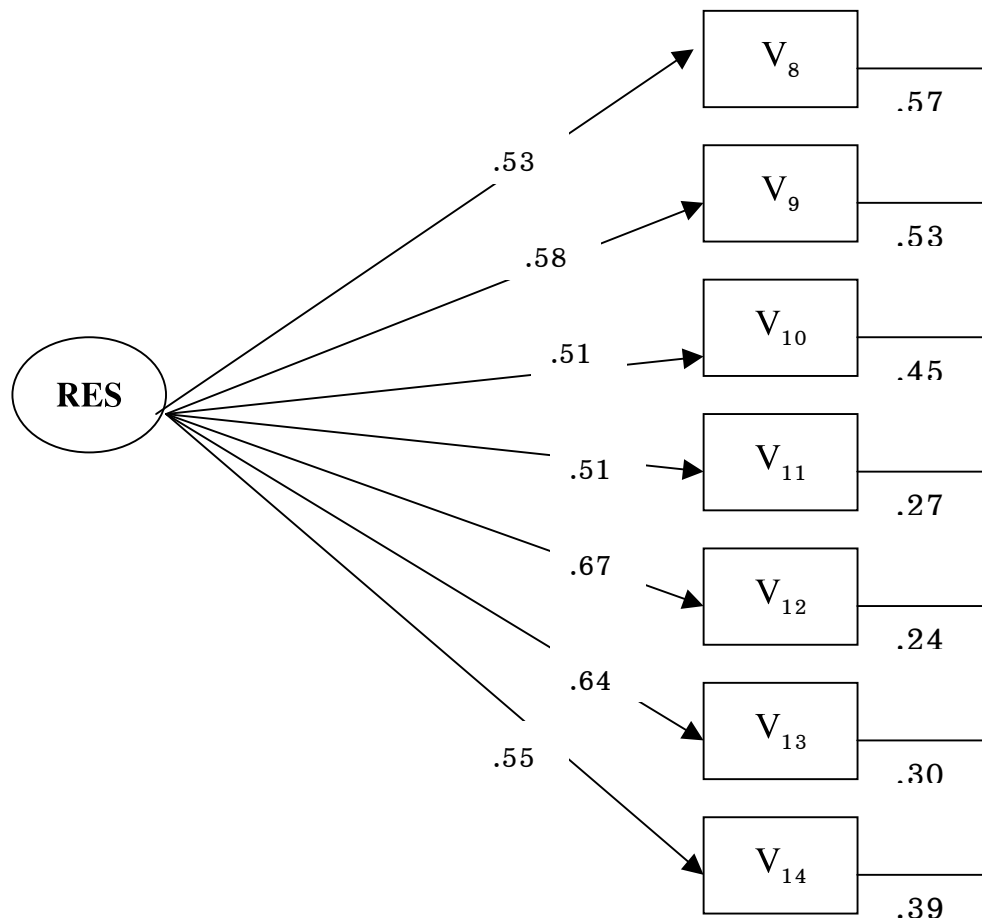 V8
.57
.53
V9
.53
.58
V10
.51
.45
RES
V11
.51
.27
V12
.67
.24
.64
V13
.55
.30
V14
.39